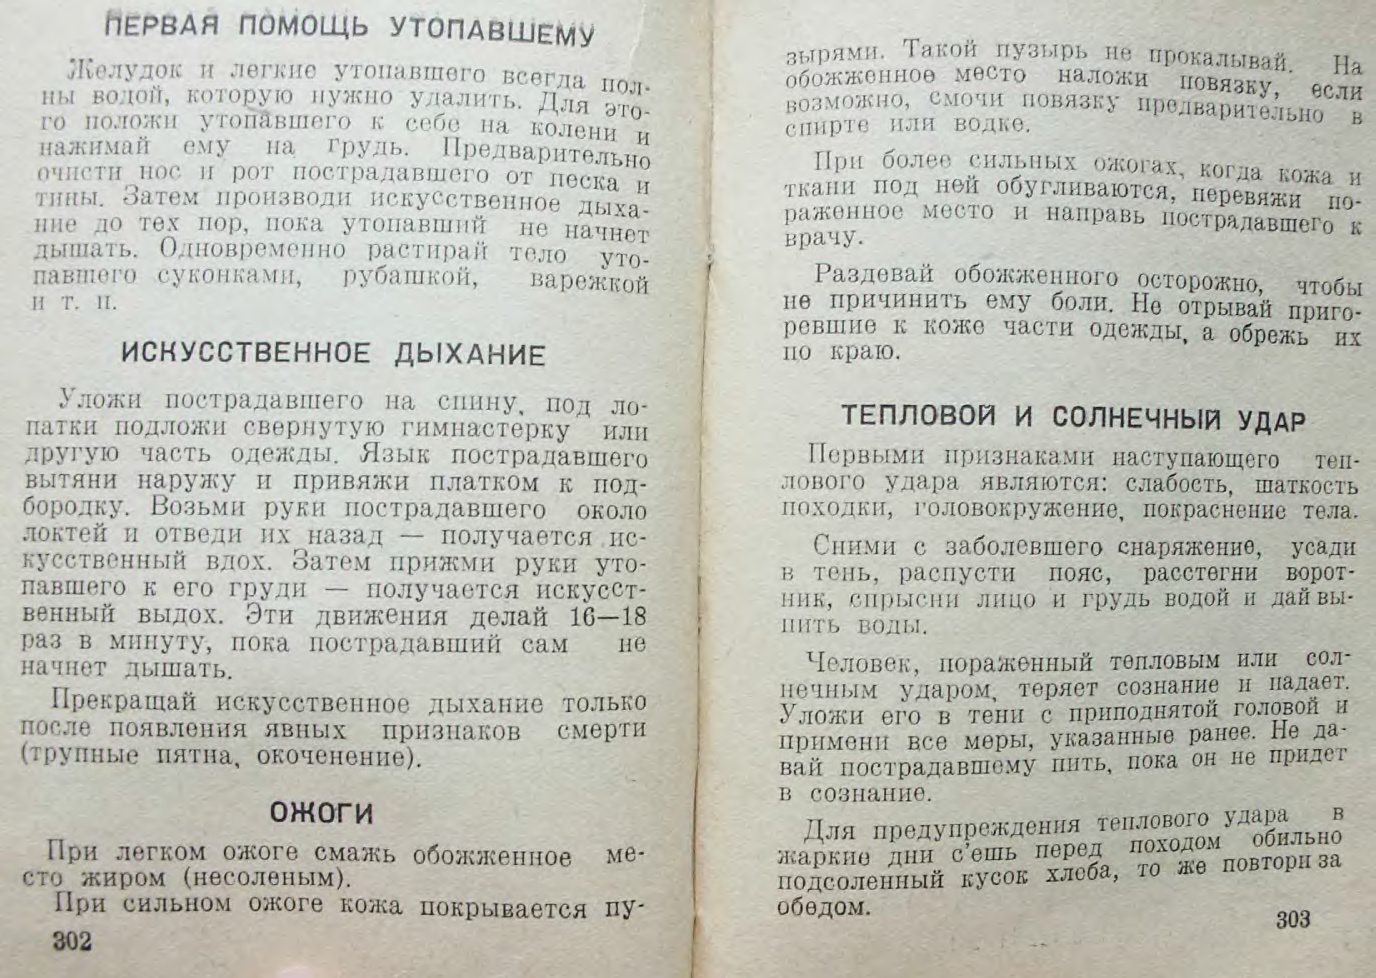 ПЕРВАЯ ПОМОЩЬ УТОПАВШЕМУ
Желудок и легкие утопавшего всегда пол-
ны водой, которую нужно удалить. Для это-
го положи утопавшего к себе на колени и
нажимай ему на грудь. Предварительно
очисти нос и рот пострадавшего от песка и
тины. Затем производи искусственное дыха-
ние до тех пор, пока утопавший не начнет
дышать. Одновременно растирай тело уто-
павшего суконками, рубашкой, варежкой
и т. п.
ИСКУССТВЕННОЕ ДЫХАНИЕ
Уложи пострадавшего на спину, под ло-
патки подложи свернутую гимнастерку или
другую часть одежды. Язык пострадавшего
вытяни наружу и привяжи платком к под-
бородку. Возьми руки пострадавшего около
локтей и отведи их назад — получается ис-
кусственный вдох. Затем прижми руки уто-
павшего к его груди — получается искусст-
венный выдох. Эти движения делай 16—18
раз в минуту, пока пострадавший сам не
начнет дышать.
Прекращай искусственное дыхание только
после появления явных признаков смерти
(трупные пятна, окоченение).
ОЖОГИ
При легком ожоге смажь обожженное ме-
сто жиром (несоленым).
При сильном ожоге кожа покрывается пу-
302
зырями. Такой пузырь не прокалывай. На
обожженное место наложи повязку, если
возможно, смочи повязку предварительно в
спирте или водке.
При более сильных ожогах, когда кожа и
ткани под ней обугливаются, перевяжи по-
раженное место и направь пострадавшего к
врачу.
Раздевай обожженного осторожно, чтобы
не причинить ему боли. Не отрывай приго-
ревшие к коже части одежды, а обрежь их
по краю.
ТЕПЛОВОЙ И СОЛНЕЧНЫЙ УДАР
Первыми признаками наступающего теп-
лового удара являются: слабость, шаткость
походки, головокружение, покраснение тела.
Сними с заболевшего снаряжение, усади
в тень, распусти пояс, расстегни ворот-
ник, спрысни лицо и грудь водой и дай вы-
пить воды.
Человек, пораженный тепловым или сол-
нечным ударом, теряет сознание и падает.
Уложи его в тени с приподнятой головой и
примени все меры, указанные ранее. Не да-
вай пострадавшему пить, пока он не придет
в сознание.
Для предупреждения теплового удара в
жаркие дни с'ешь перед походом обильно
подсоленный кусок хлеба, то же повтори за
обедом.
303